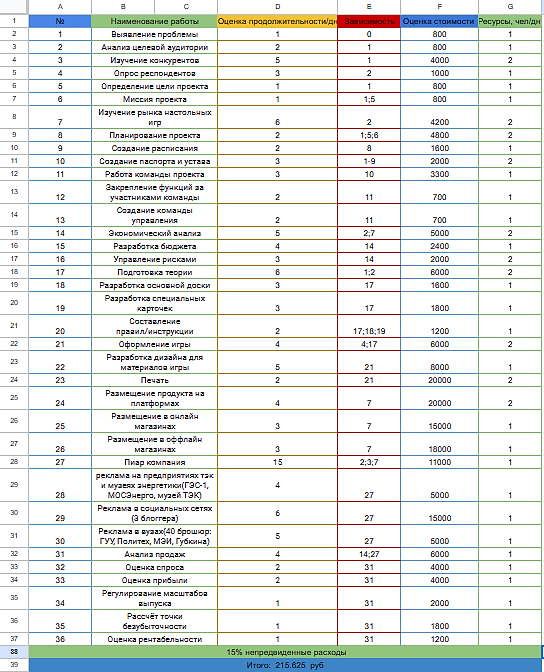 A B C D E F G
1 № Наименование работы Оценка продолжительности/дн Зависимость Оценка стоимости Ресурсы, чел/дн
2 1 Выявление проблемы 1 0 800 1
3 2 Анализ целевой аудитории 2 1 800 1
4 3 Изучение конкурентов 5 1 4000 2
5 4 Опрос респондентов 3 2 1000 1
6 5 Определение цели проекта 1 1 800 1
7 6 Миссия проекта 1 1;5 800 1
8 Изучение рынка настольных
7 игр 6 2 4200 2
9 8 Планирование проекта 2 1;5;6 4800 2
10 9 Создание расписания 2 8 1600 1
11 10 Создание паспорта и устава 3 1-9 2000 2
12 11 Работа команды проекта 3 10 3300 1
13 Закрепление функций за
12 участниками команды 2 11 700 1
14 Создание команды
13 управления 2 11 700 1
15 14 Экономический анализ 5 2;7 5000 2
16 15 Разработка бюджета 4 14 2400 1
17 16 Управление рисками 3 14 2000 2
18 17 Подготовка теории 6 1;2 6000 2
19 18 Разработка основной доски 3 17 1600 1
20 Разработка специальных
19 карточек 3 17 1800 1
21 Составление
20 правил/инструкции 2 17;18;19 1200 1
22 21 Оформление игры 4 4;17 6000 2
23 Разработка дизайна для
22 материалов игры 5 21 8000 1
24 23 Печать 2 21 20000 2
25 Размещение продукта на
24 платформах 4 7 20000 2
26 Размещение в онлайн
25 магазинах 3 7 15000 1
27 Размещение в оффлайн
26 магазинах 3 7 18000 1
28 27 Пиар компания 15 2;3;7 11000 1
29 реклама на предприятиях тэк
и музеях энергетики(ГЭС-1,
28 МОСЭнерго, музей ТЭК) 4 27 5000 1
30 Реклама в социальных сетях
29 (3 блоггера) 6 27 15000 1
31 Реклама в вузах(40 брошюр:
30 ГУУ, Политех, МЭИ, Губкина) 5 27 5000 1
32 31 Анализ продаж 4 14;27 6000 1
33 32 Оценка спроса 2 31 4000 1
34 33 Оценка прибыли 2 31 4000 1
35 Регулирование масштабов
34 выпуска 1 31 2000 1
36 Рассчёт точки
35 безубыточности 1 31 1800 1
37 36 Оценка рентабельности 1 31 1200 1
38 15% непредвиденные расходы
39 Итого: 215.625 руб